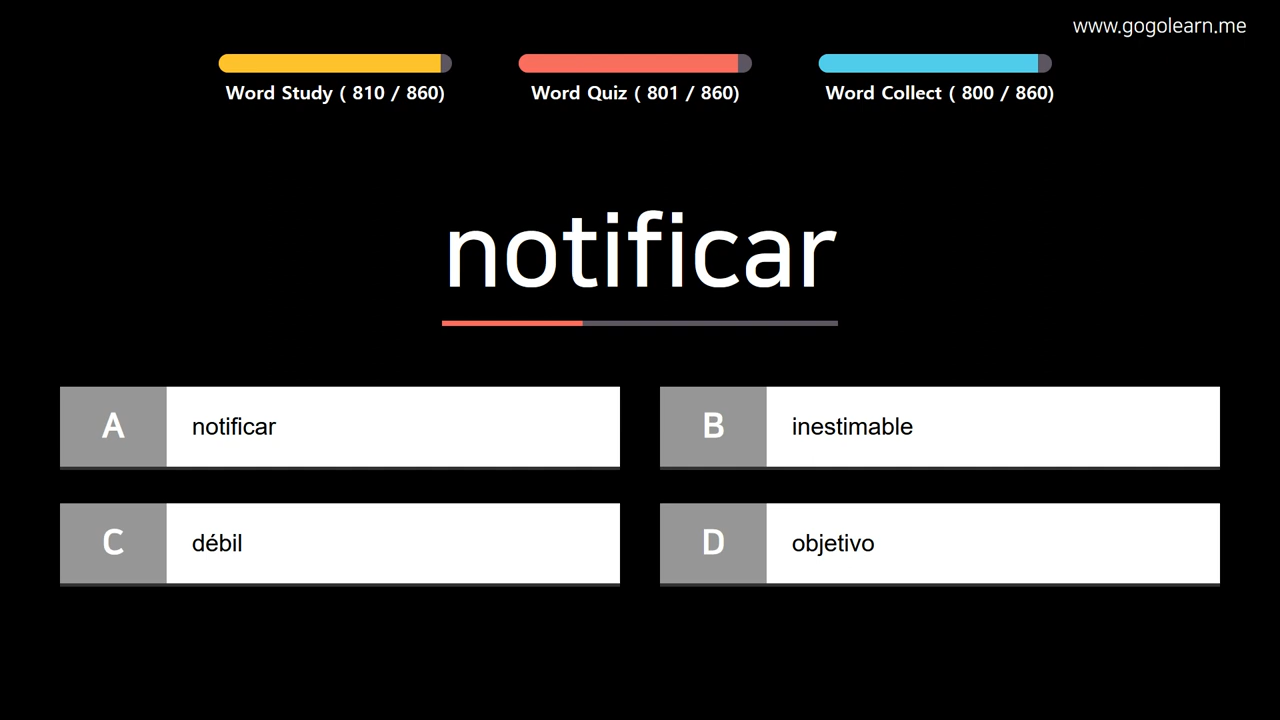 www.gogolearn.me
Word Study ( 810 / 860)
Word Quiz ( 801 / 860)
Word Collect ( 800 / 860)
notificar
A notificar
B inestimable
C débil
D objetivo